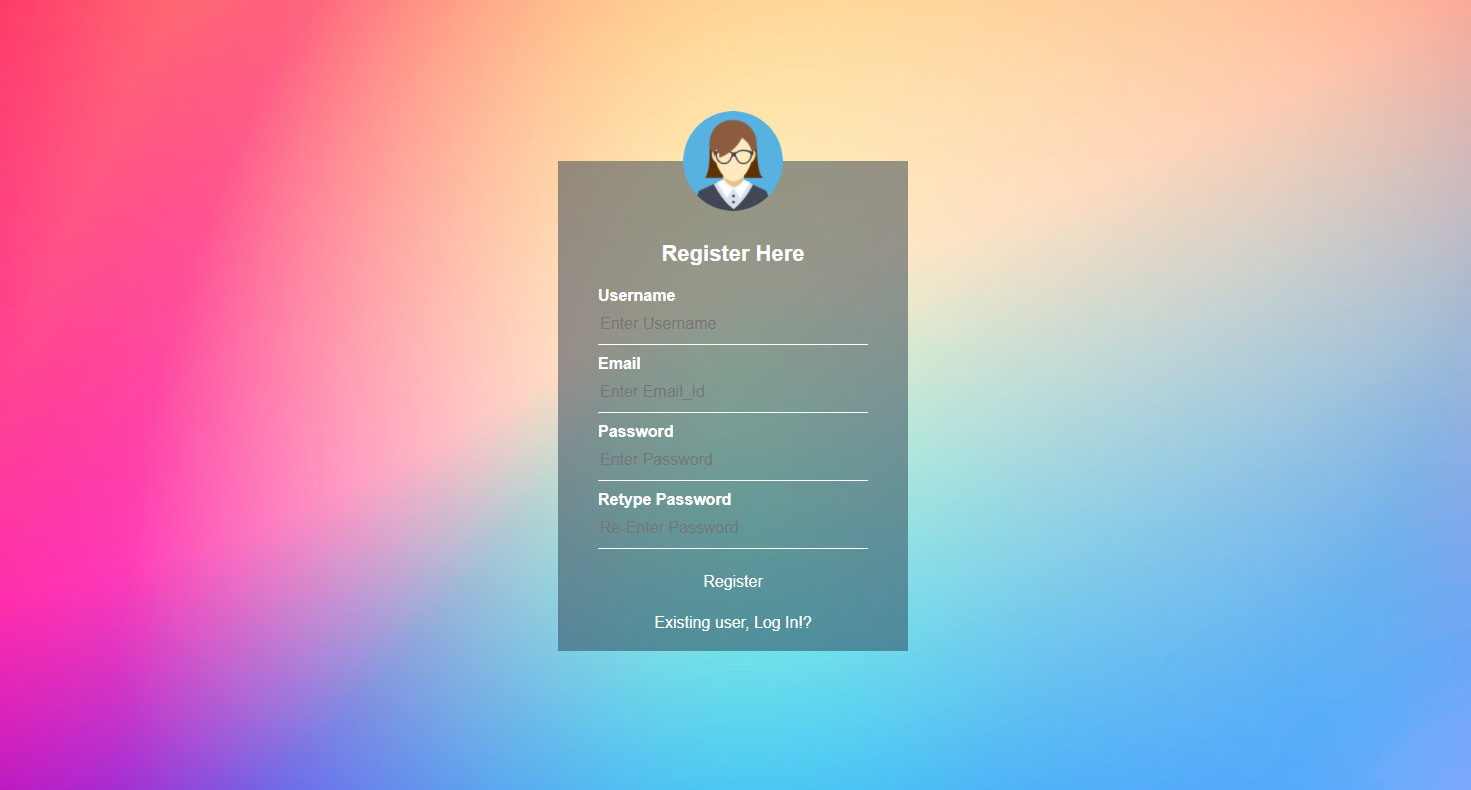 Register Here
Username
Enter Username
Email
Enter Email_Id
Password
Enter Password
Retype Password
Re-Enter Password
Register
Existing user, Log In!?